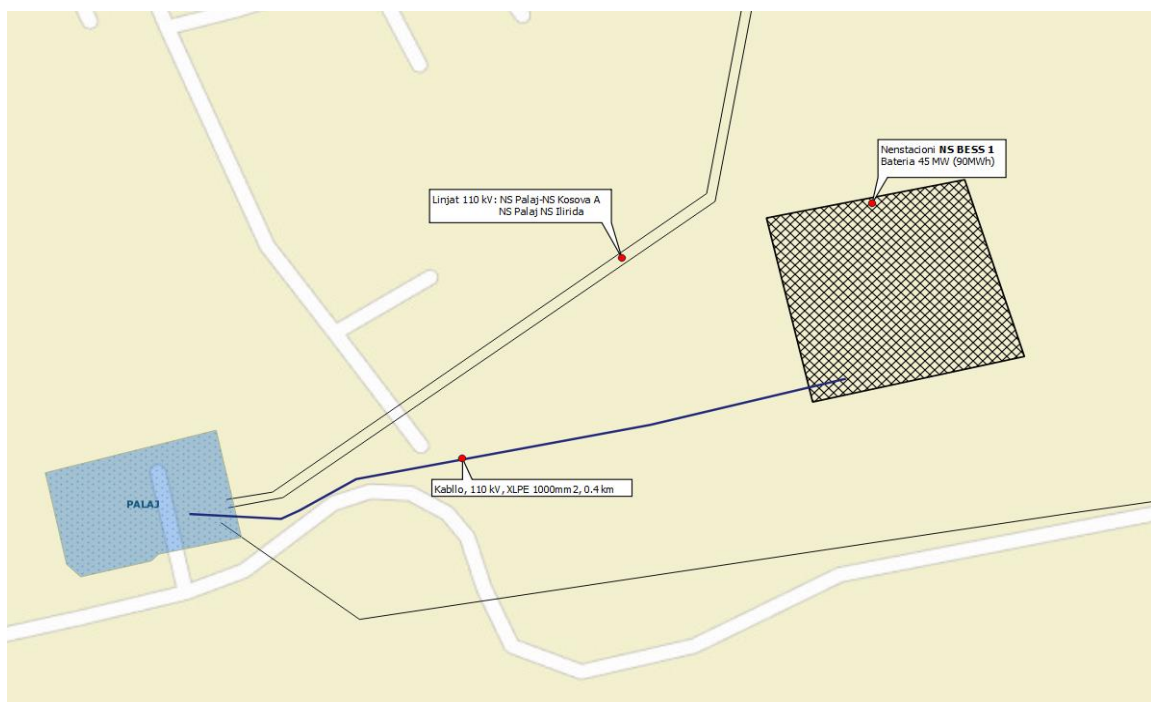 Nenstacioni NS BESS 1
Bateria 45 MW (90MWh)
Linjat 110 kV: NS Palaj-NS Kosova A
NS Palaj NS Ilirida
Kabllo, 110 kV, XLPE 1000mm2, 0.4 km
PALAJ